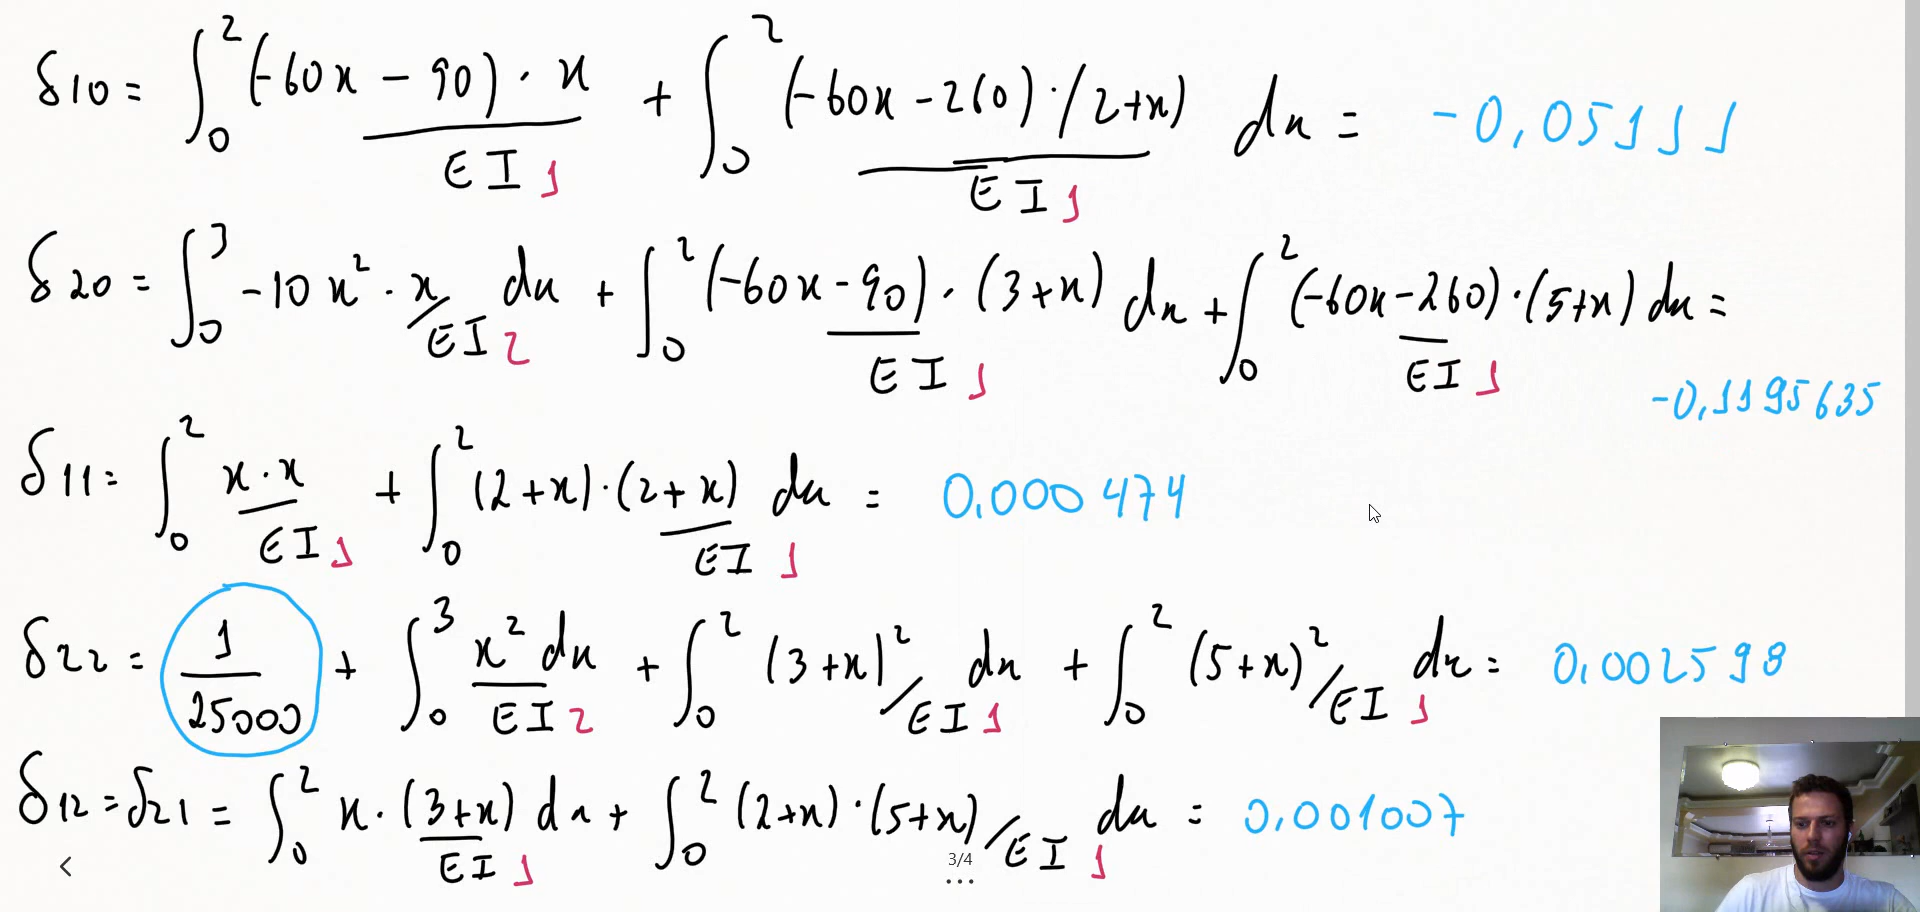 δ10 = ∫₀² (-60x - 90) · x / EI1 + ∫₀² (-60x - 260) · (2+x) / EI1 dx = -0,05111
δ20 = ∫₀³ -10x² · x / EI2 dx + ∫₀² (-60x - 90) · (3+x) / EI1 dx + ∫₀² (-60x - 260) · (5+x) / EI1 dx =
-0,1195635
δ11 = ∫₀² x · x / EI1 + ∫₀² (2+x) · (2+x) / EI1 dx = 0,000474
δ22 = 1 / 25000 + ∫₀³ x² dx / EI2 + ∫₀² (3+x)² / EI1 dx + ∫₀² (5+x)² / EI1 dx = 0,002598
δ12 = δ21 = ∫₀² x · (3+x) / EI1 dx + ∫₀² (2+x) · (5+x) / EI1 dx = 0,001007
3/4